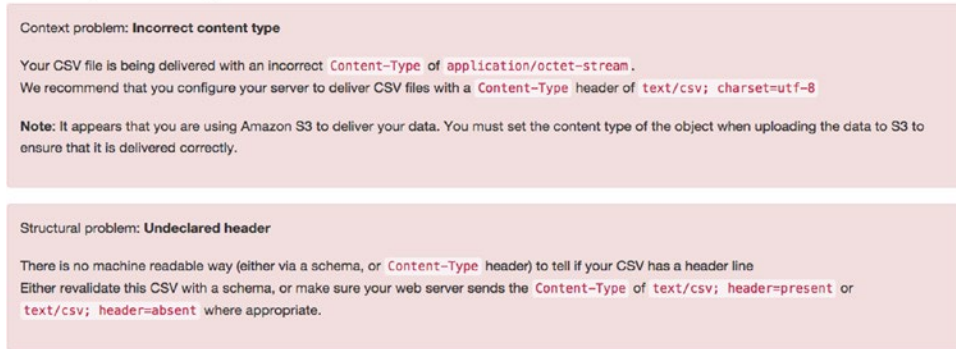 Context problem: Incorrect content type
Your CSV file is being delivered with an incorrect Content-Type of application/octet-stream.
We recommend that you configure your server to deliver CSV files with a Content-Type header of text/csv; charset=utf-8
Note: It appears that you are using Amazon S3 to deliver your data. You must set the content type of the object when uploading the data to S3 to
ensure that it is delivered correctly.
Structural problem: Undeclared header
There is no machine readable way (either via a schema, or Content-Type header) to tell if your CSV has a header line
Either revalidate this CSV with a schema, or make sure your web server sends the Content-Type of text/csv; header=present or
text/csv; header=absent where appropriate.